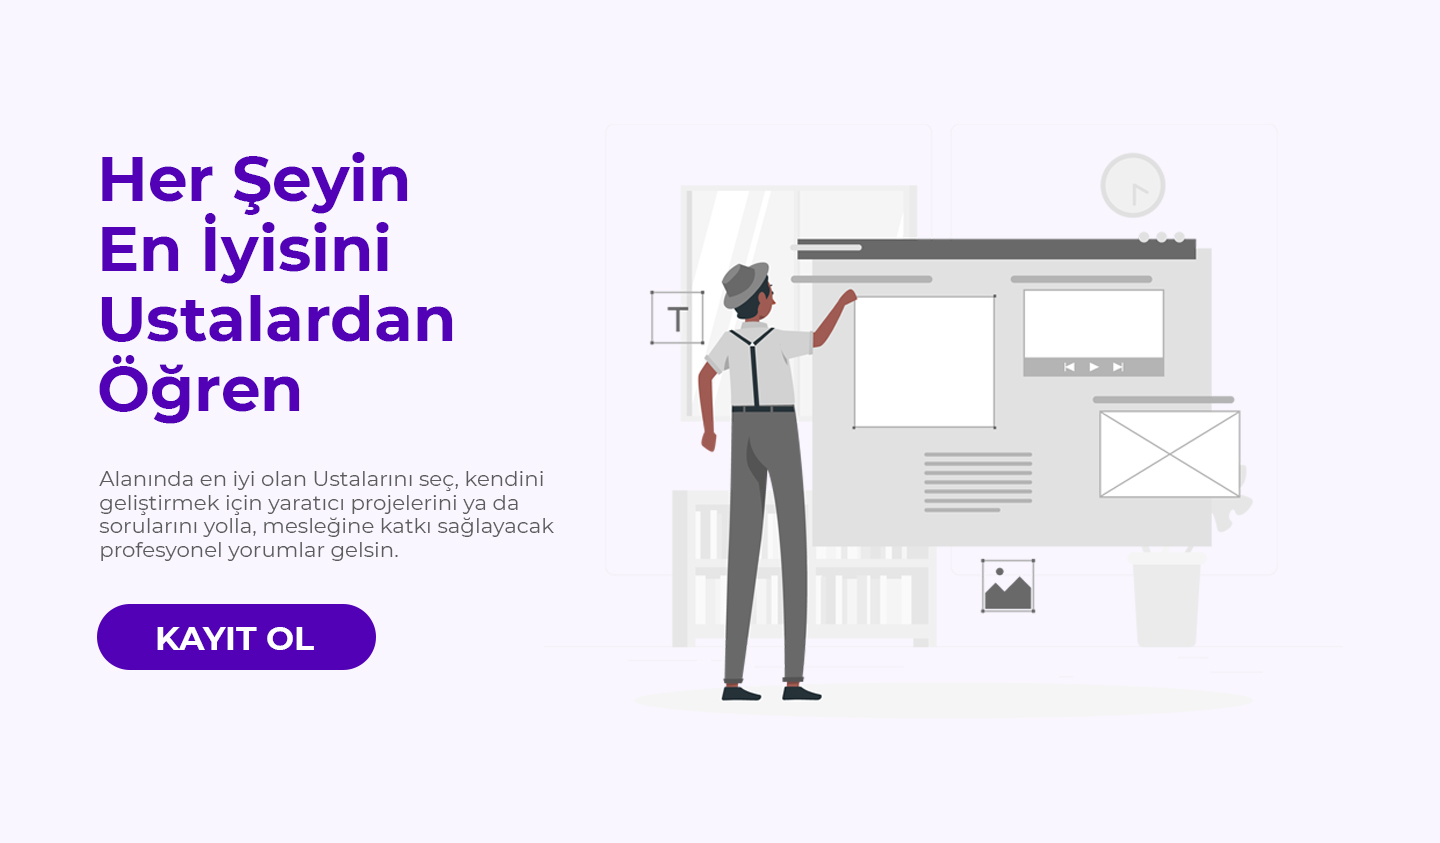 Her Şeyin
En İyisini
Ustalardan
Öğren
Alanında en iyi olan Ustalarını seç, kendini
geliştirmek için yaratıcı projelerini ya da
sorularını yolla, mesleğine katkı sağlayacak
profesyonel yorumlar gelsin.
KAYIT OL
T